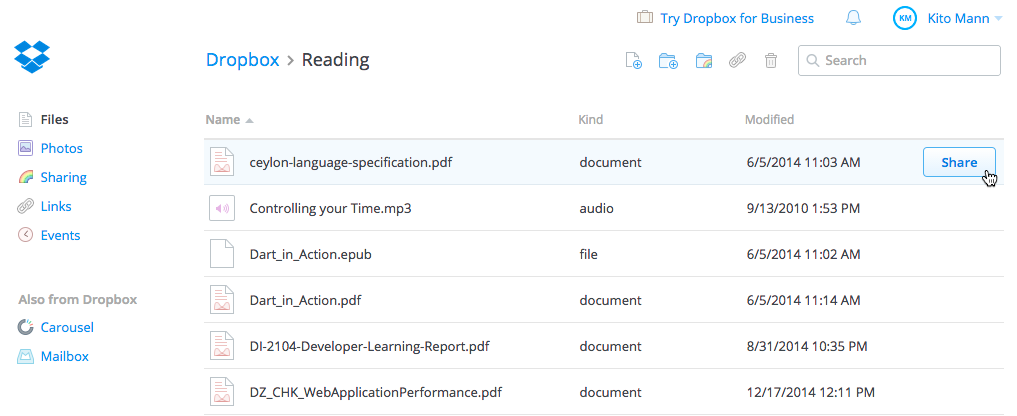 Try Dropbox for Business KM Kito Mann
Dropbox > Reading Search
Files
Photos
Sharing
Links
Events
Also from Dropbox
Carousel
Mailbox
Name Kind Modified
ceylon-language-specification.pdf document 6/5/2014 11:03 AM Share
Controlling your Time.mp3 audio 9/13/2010 1:53 PM
Dart_in_Action.epub file 6/5/2014 11:02 AM
Dart_in_Action.pdf document 6/5/2014 11:14 AM
DI-2104-Developer-Learning-Report.pdf document 8/31/2014 10:35 PM
DZ_CHK_WebApplicationPerformance.pdf document 12/17/2014 12:11 PM